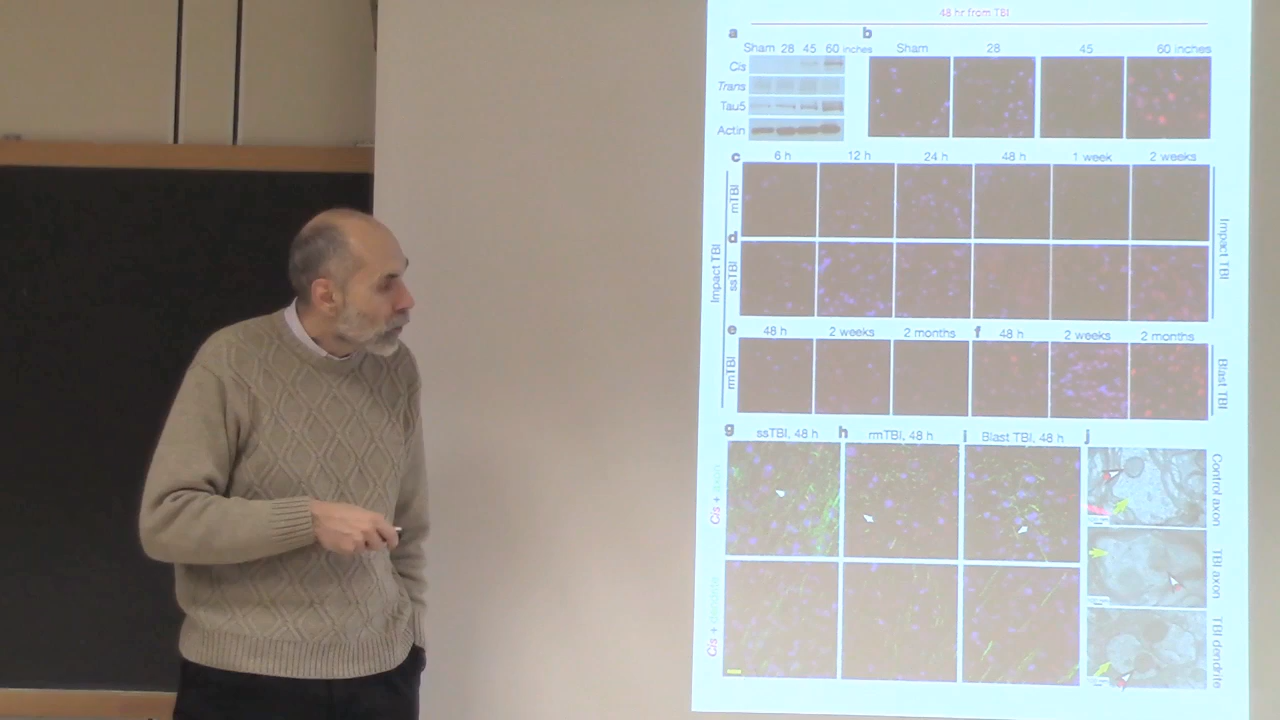 48 hr from TBI
a
b
Sham 28 45 60 inches
Sham 28 45 60 inches
Cis
Trans
Tau5
Actin
c
6 h 12 h 24 h 48 h 1 week 2 weeks
mTBI
d
ssTBI
Impact TBI
Impact TBI
e
48 h 2 weeks 2 months
f
48 h 2 weeks 2 months
rmTBI
Blast TBI
g
ssTBI, 48 h
h
rmTBI, 48 h
i
Blast TBI, 48 h
j
Cis + axon
Control axon
TBI axon
Cis + dendrite
TBI dendrite